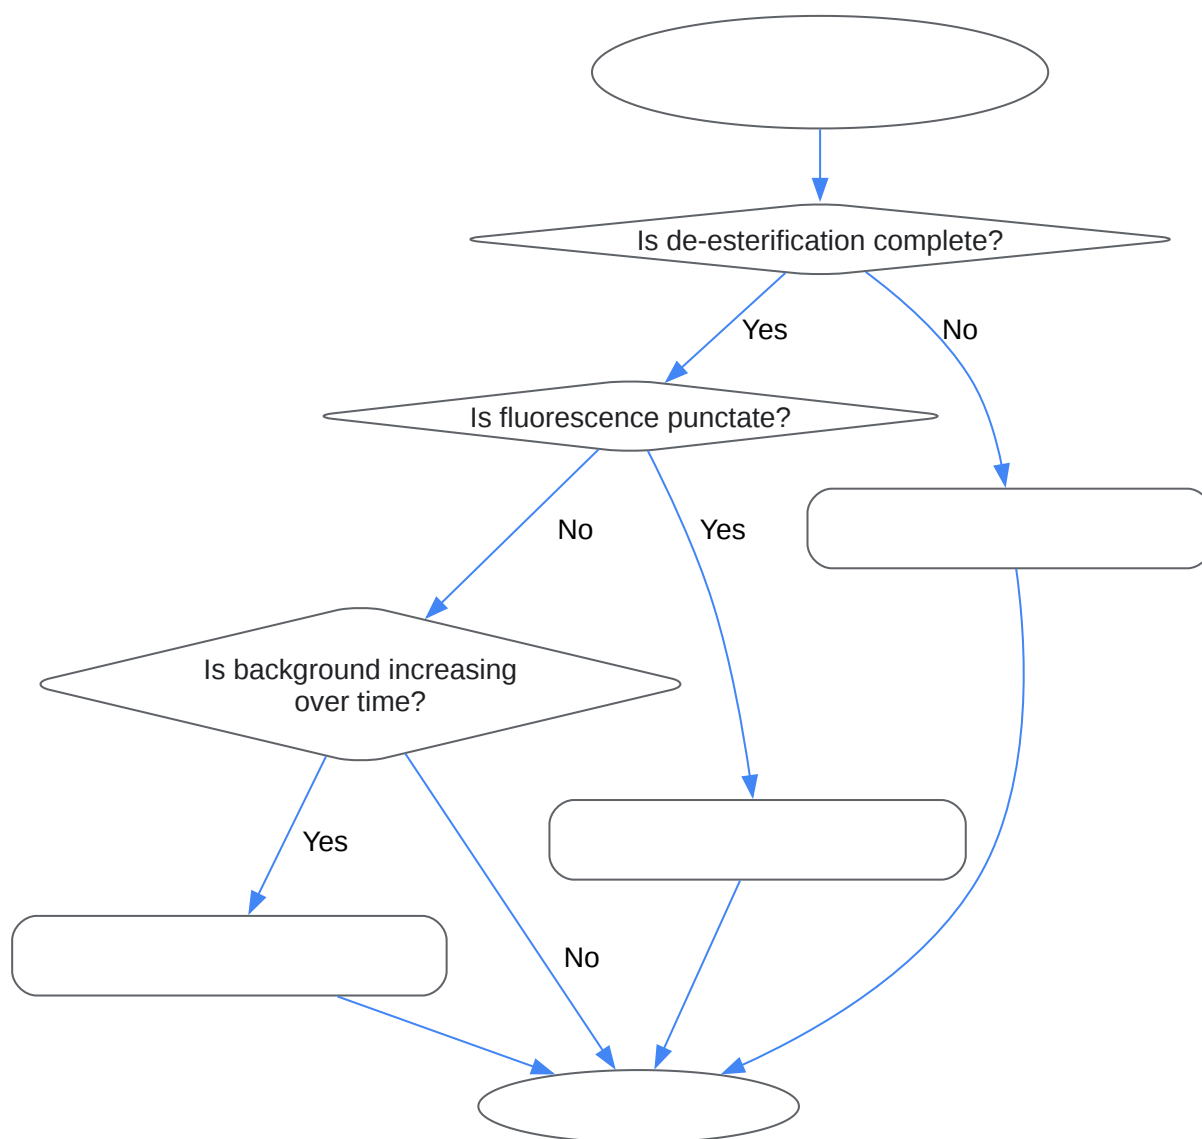 Is de-esterification complete?
Yes
No
Is fluorescence punctate?
No
Yes
Is background increasing
over time?
Yes
No